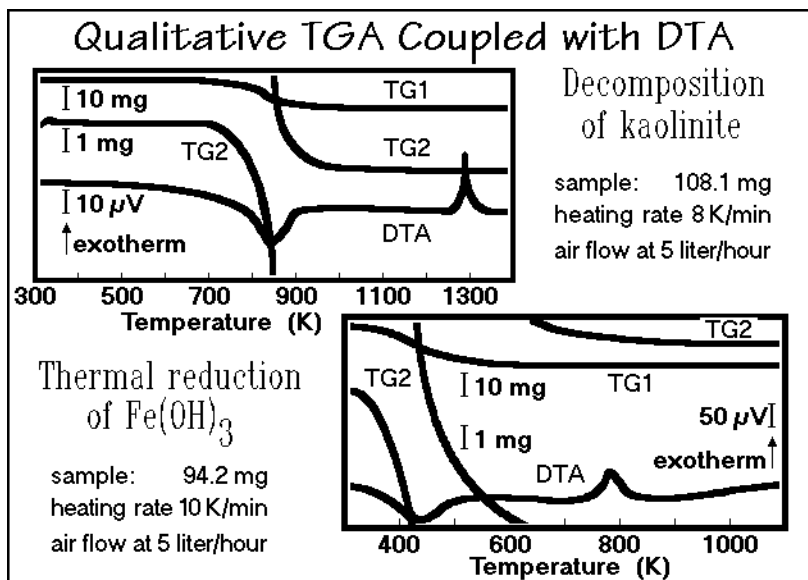 Qualitative TGA Coupled with DTA
10 mg
TG1
1 mg
TG2
TG2
10 µV
DTA
exotherm
300 500 700 900 1100 1300
Temperature (K)
Decomposition
of kaolinite
sample: 108.1 mg
heating rate 8 K/min
air flow at 5 liter/hour
Thermal reduction
of Fe(OH)₃
sample: 94.2 mg
heating rate 10 K/min
air flow at 5 liter/hour
TG2
TG2
10 mg
TG1
50 µV
1 mg
DTA
exotherm
400 600 800 1000
Temperature (K)